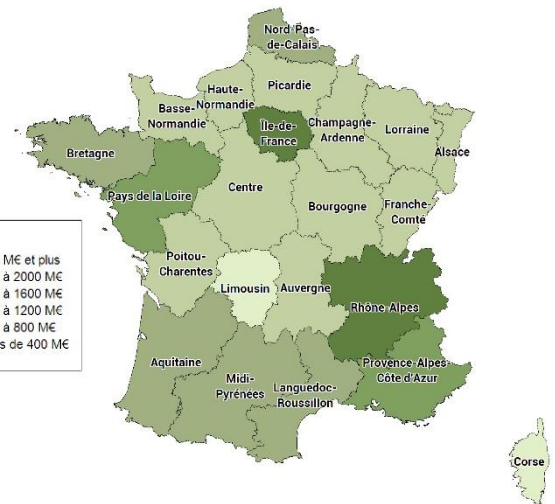 Nord-Pas-
de-Calais
Picardie
Haute-
Normandie
Basse-
Normandie
Île-de-
France
Champagne-
Ardenne
Lorraine
Alsace
Bretagne
Pays de la Loire
Centre
Bourgogne
Franche-
Comté
Poitou-
Charentes
Limousin
Auvergne
Rhône-Alpes
Aquitaine
Midi-
Pyrénées
Languedoc-
Roussillon
Provence-Alpes-
Côte d'Azur
Corse
M€ et plus
à 2000 M€
à 1600 M€
à 1200 M€
à 800 M€
s de 400 M€